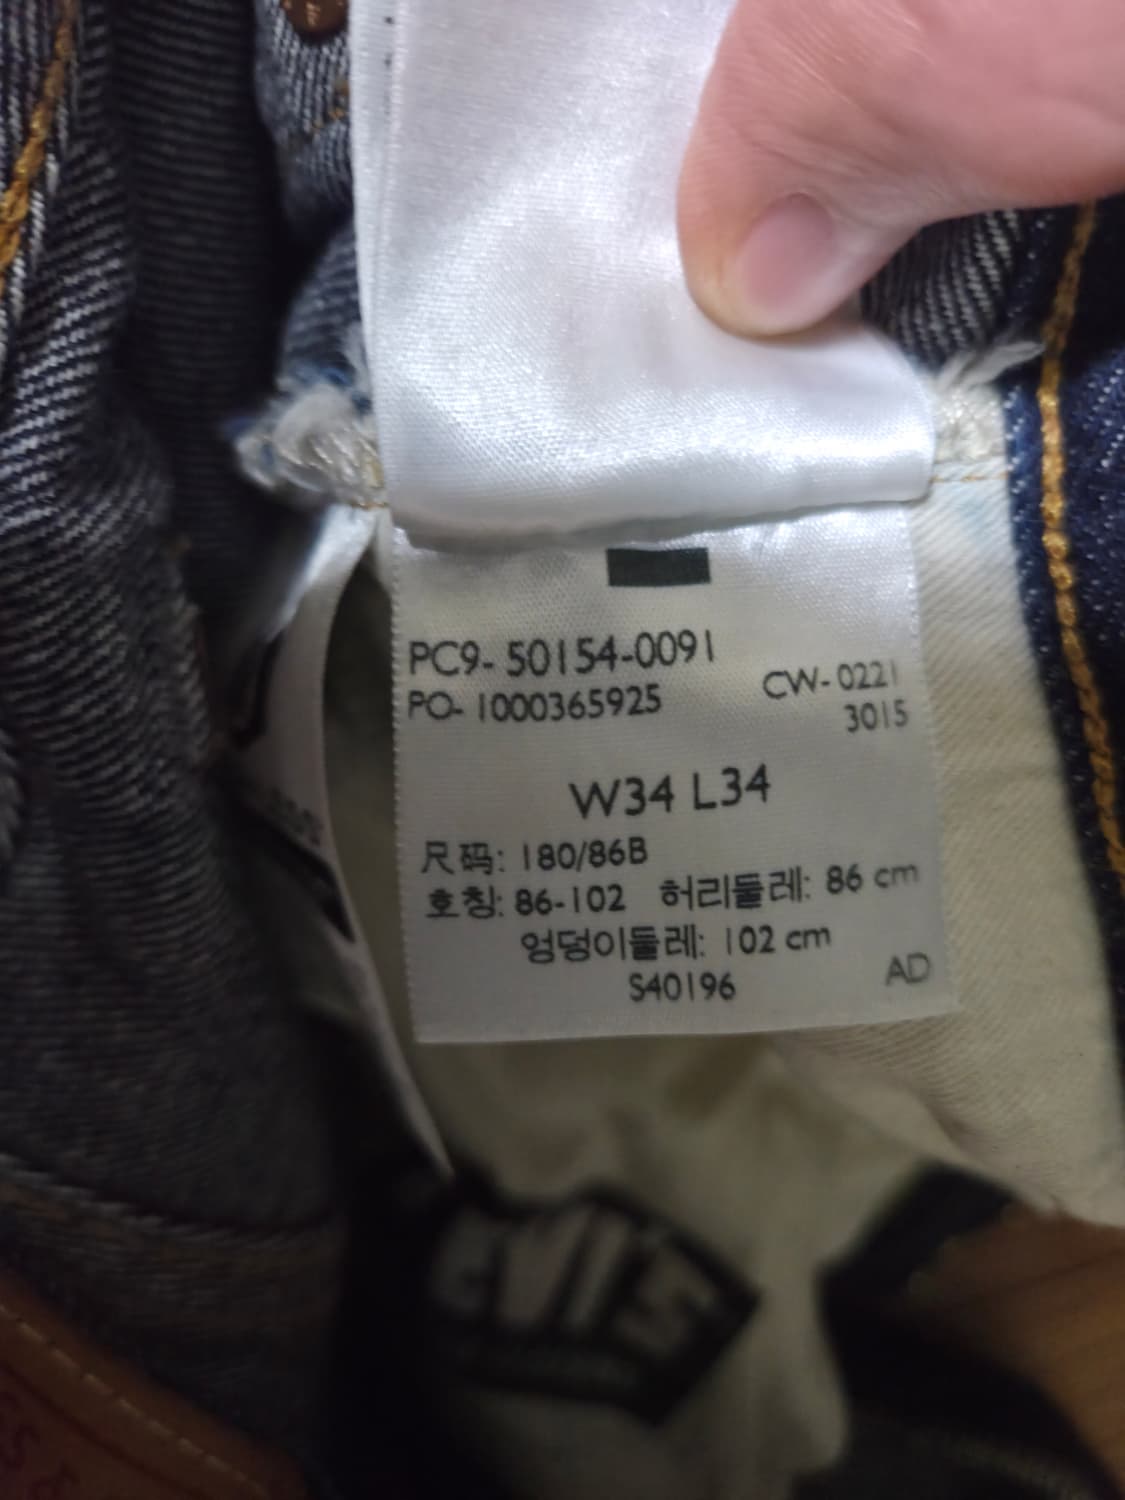 PC9- 50154-0091
PO- 1000365925 CW- 0221
3015
W34 L34
尺码: 180/86B
호칭: 86-102 허리둘레: 86 cm
엉덩이둘레: 102 cm
S40196 AD